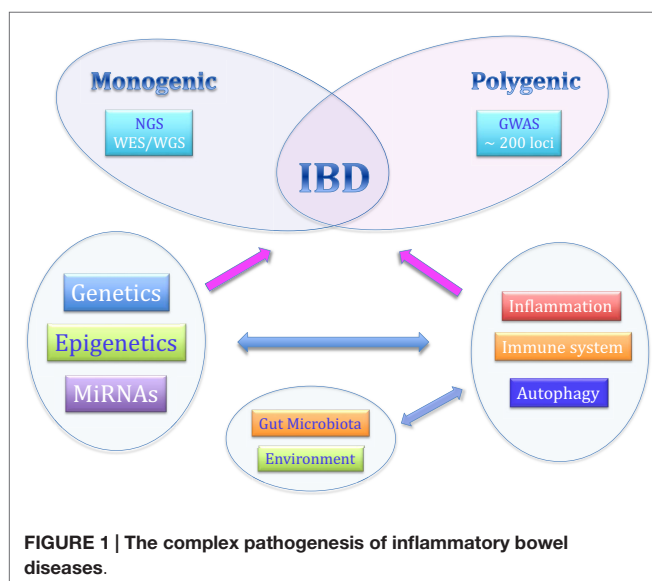 Monogenic
Polygenic
NGS
WES/WGS
GWAS
~ 200 loci
IBD
Genetics
Epigenetics
MiRNAs
Inflammation
Immune system
Autophagy
Gut Microbiota
Environment
FIGURE 1 | The complex pathogenesis of inflammatory bowel
diseases.